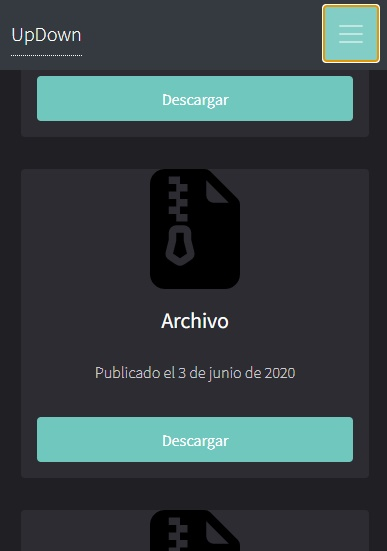 UpDown
Descargar
Archivo
Publicado el 3 de junio de 2020
Descargar